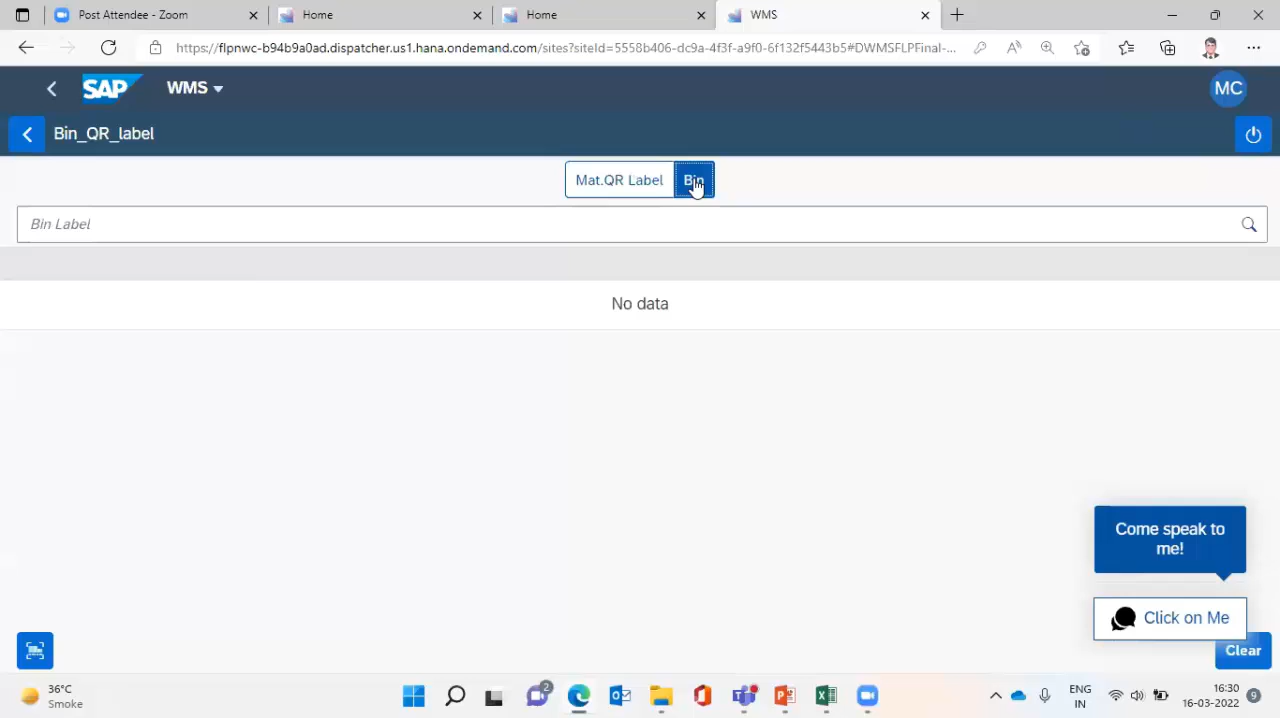 Post Attendee - Zoom
Home
Home
WMS
https://flpnwc-b94b9a0ad.dispatcher.us1.hana.ondemand.com/sites?siteId=5558b406-dc9a-4f3f-a9f0-6f132f5443b5#DWMSFLPFinal-...
SAP WMS MC
Bin_QR_label
Mat.QR Label Bin
Bin Label
No data
Come speak to
me!
Click on Me
Clear
36°C
Smoke
2
ENG
IN
16:30
16-03-2022
9